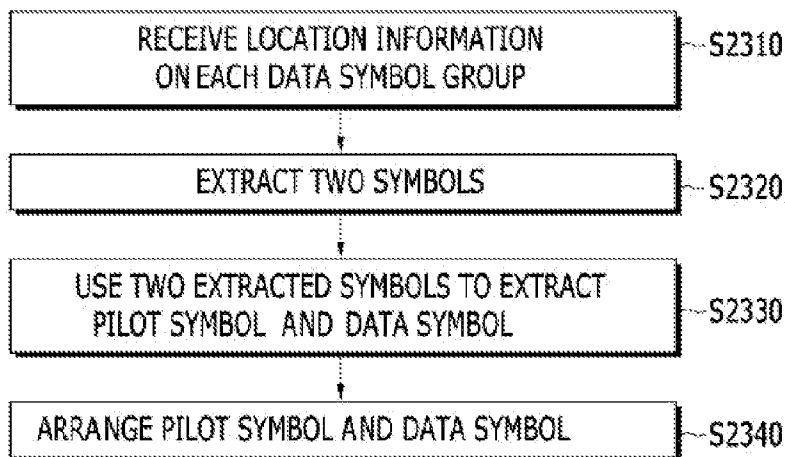 RECEIVE LOCATION INFORMATION
ON EACH DATA SYMBOL GROUP
S2310
EXTRACT TWO SYMBOLS
S2320
USE TWO EXTRACTED SYMBOLS TO EXTRACT
PILOT SYMBOL AND DATA SYMBOL
S2330
ARRANGE PILOT SYMBOL AND DATA SYMBOL
S2340